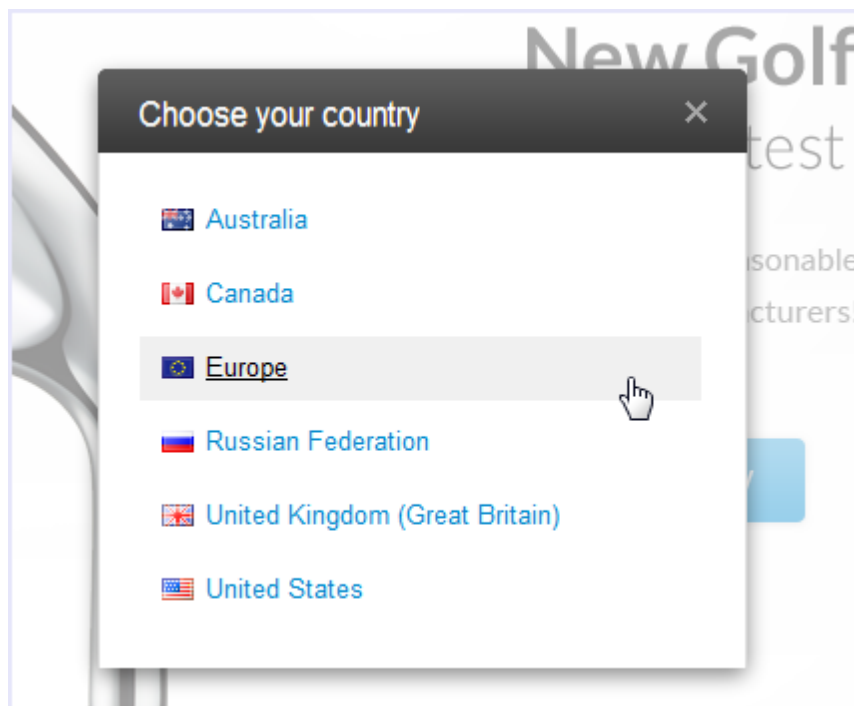 New Golf
Choose your country
test
Australia
sonable
Canada
cturers!
Europe
Russian Federation
United Kingdom (Great Britain)
United States